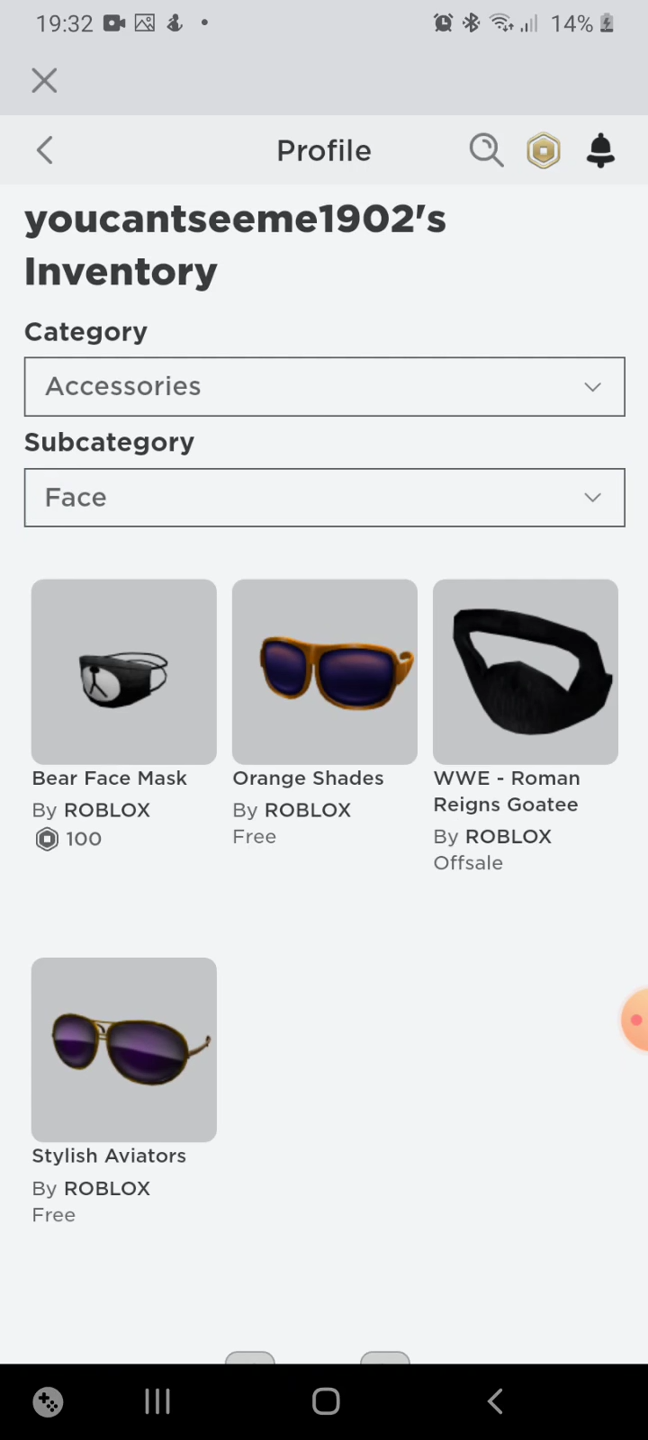 19:32
14%
Profile
youcantseeme1902's
Inventory
Category
Accessories
Subcategory
Face
Bear Face Mask
By ROBLOX
100
Orange Shades
By ROBLOX
Free
WWE - Roman
Reigns Goatee
By ROBLOX
Offsale
Stylish Aviators
By ROBLOX
Free